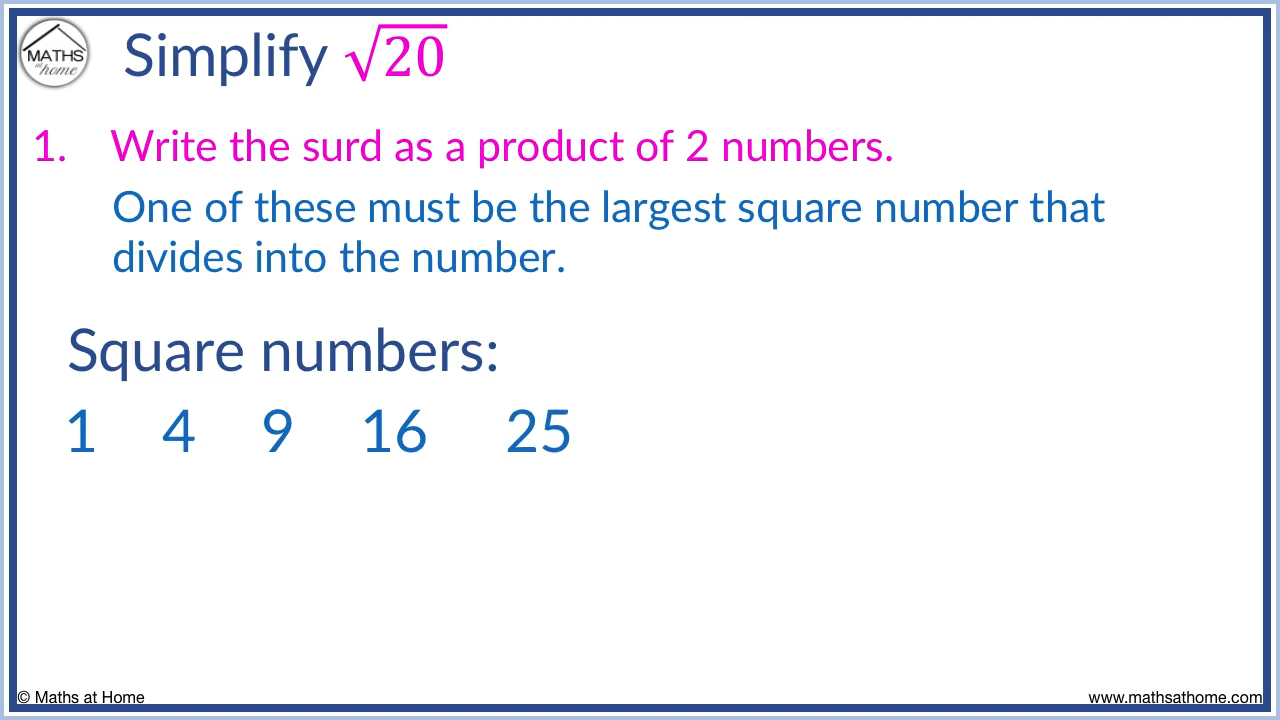 MATHS
at home
Simplify √20
1. Write the surd as a product of 2 numbers.
One of these must be the largest square number that
divides into the number.
Square numbers:
1 4 9 16 25
© Maths at Home
www.mathsathome.com